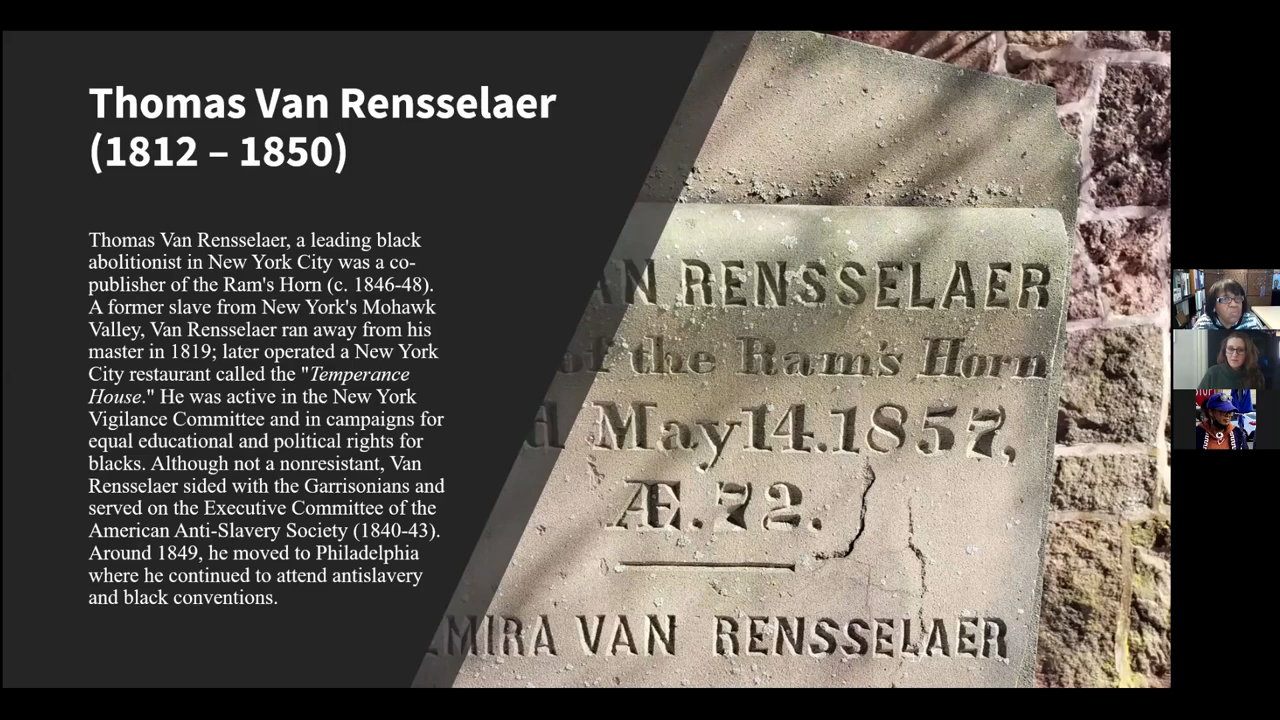 Thomas Van Rensselaer
(1812 – 1850)
Thomas Van Rensselaer, a leading black
abolitionist in New York City was a co-
publisher of the Ram's Horn (c. 1846-48).
A former slave from New York's Mohawk
Valley, Van Rensselaer ran away from his
master in 1819; later operated a New York
City restaurant called the "Temperance
House." He was active in the New York
Vigilance Committee and in campaigns for
equal educational and political rights for
blacks. Although not a nonresistant, Van
Rensselaer sided with the Garrisonians and
served on the Executive Committee of the
American Anti-Slavery Society (1840-43).
Around 1849, he moved to Philadelphia
where he continued to attend antislavery
and black conventions.
AN RENSSELAER
of the Ram's Horn
d May 14.1857,
Æ.72.
MIRA VAN RENSSELAER